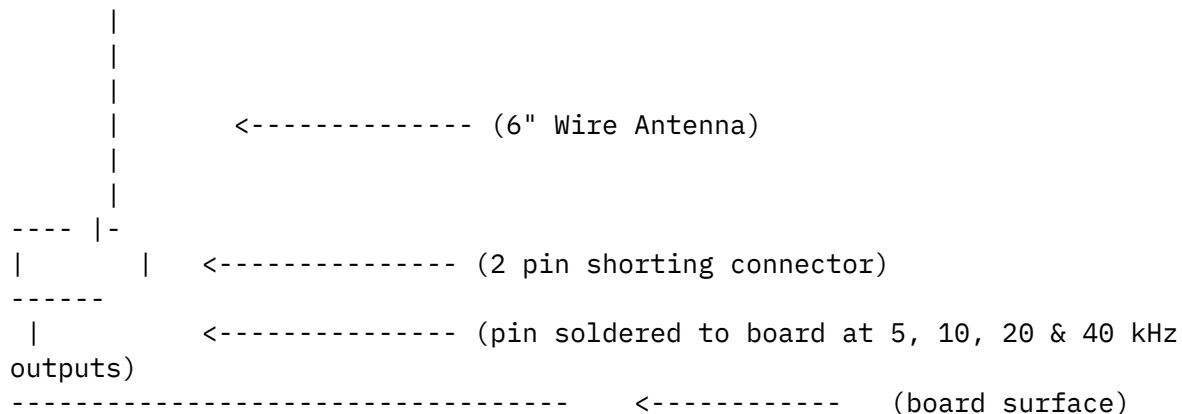 |
|
|
| <-------------- (6" Wire Antenna)
|
|
---- |-
| | <--------------- (2 pin shorting connector)
------
| <--------------- (pin soldered to board at 5, 10, 20 & 40 kHz
outputs)
----------------------------------- <------------ (board surface)